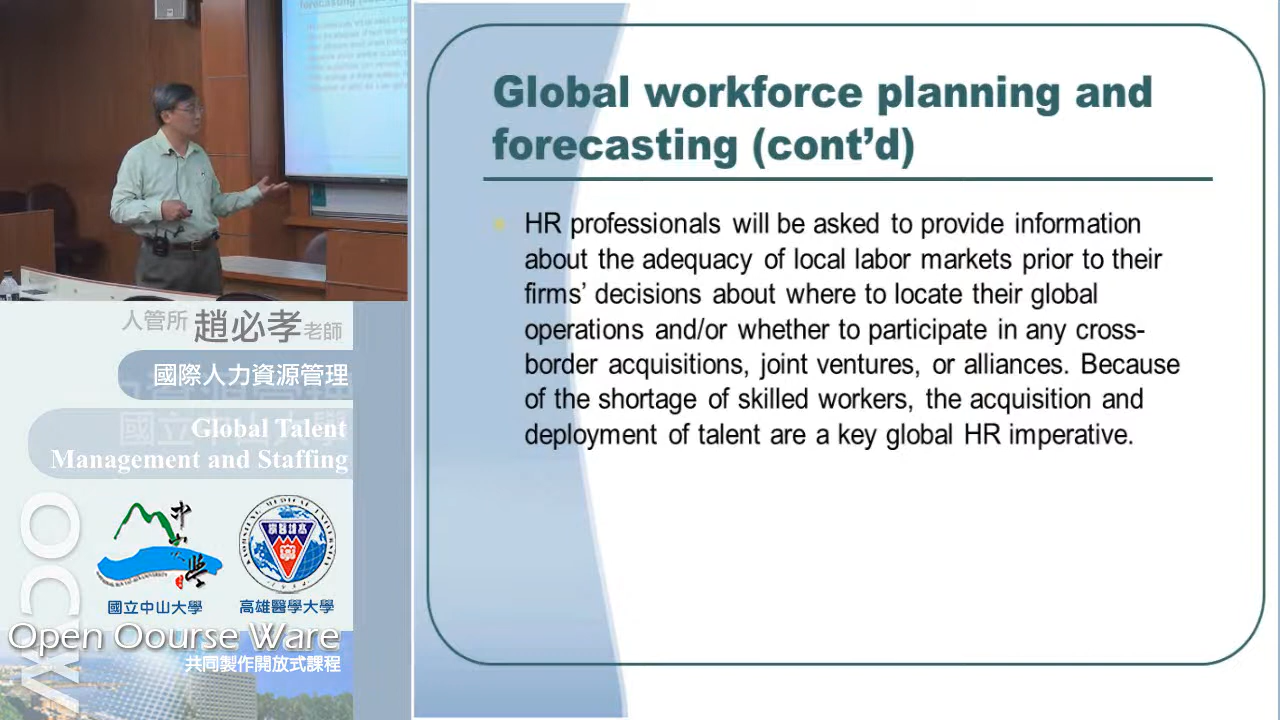 Global workforce planning and
forecasting (cont’d)
HR professionals will be asked to provide information
about the adequacy of local labor markets prior to their
firms’ decisions about where to locate their global
operations and/or whether to participate in any cross-
border acquisitions, joint ventures, or alliances. Because
of the shortage of skilled workers, the acquisition and
deployment of talent are a key global HR imperative.
人管所 趙必孝 老師
國際人力資源管理
Global Talent
Management and Staffing
國立中山大學
高雄醫學大學
OCW
Open Oourse Ware
共同製作開放式課程